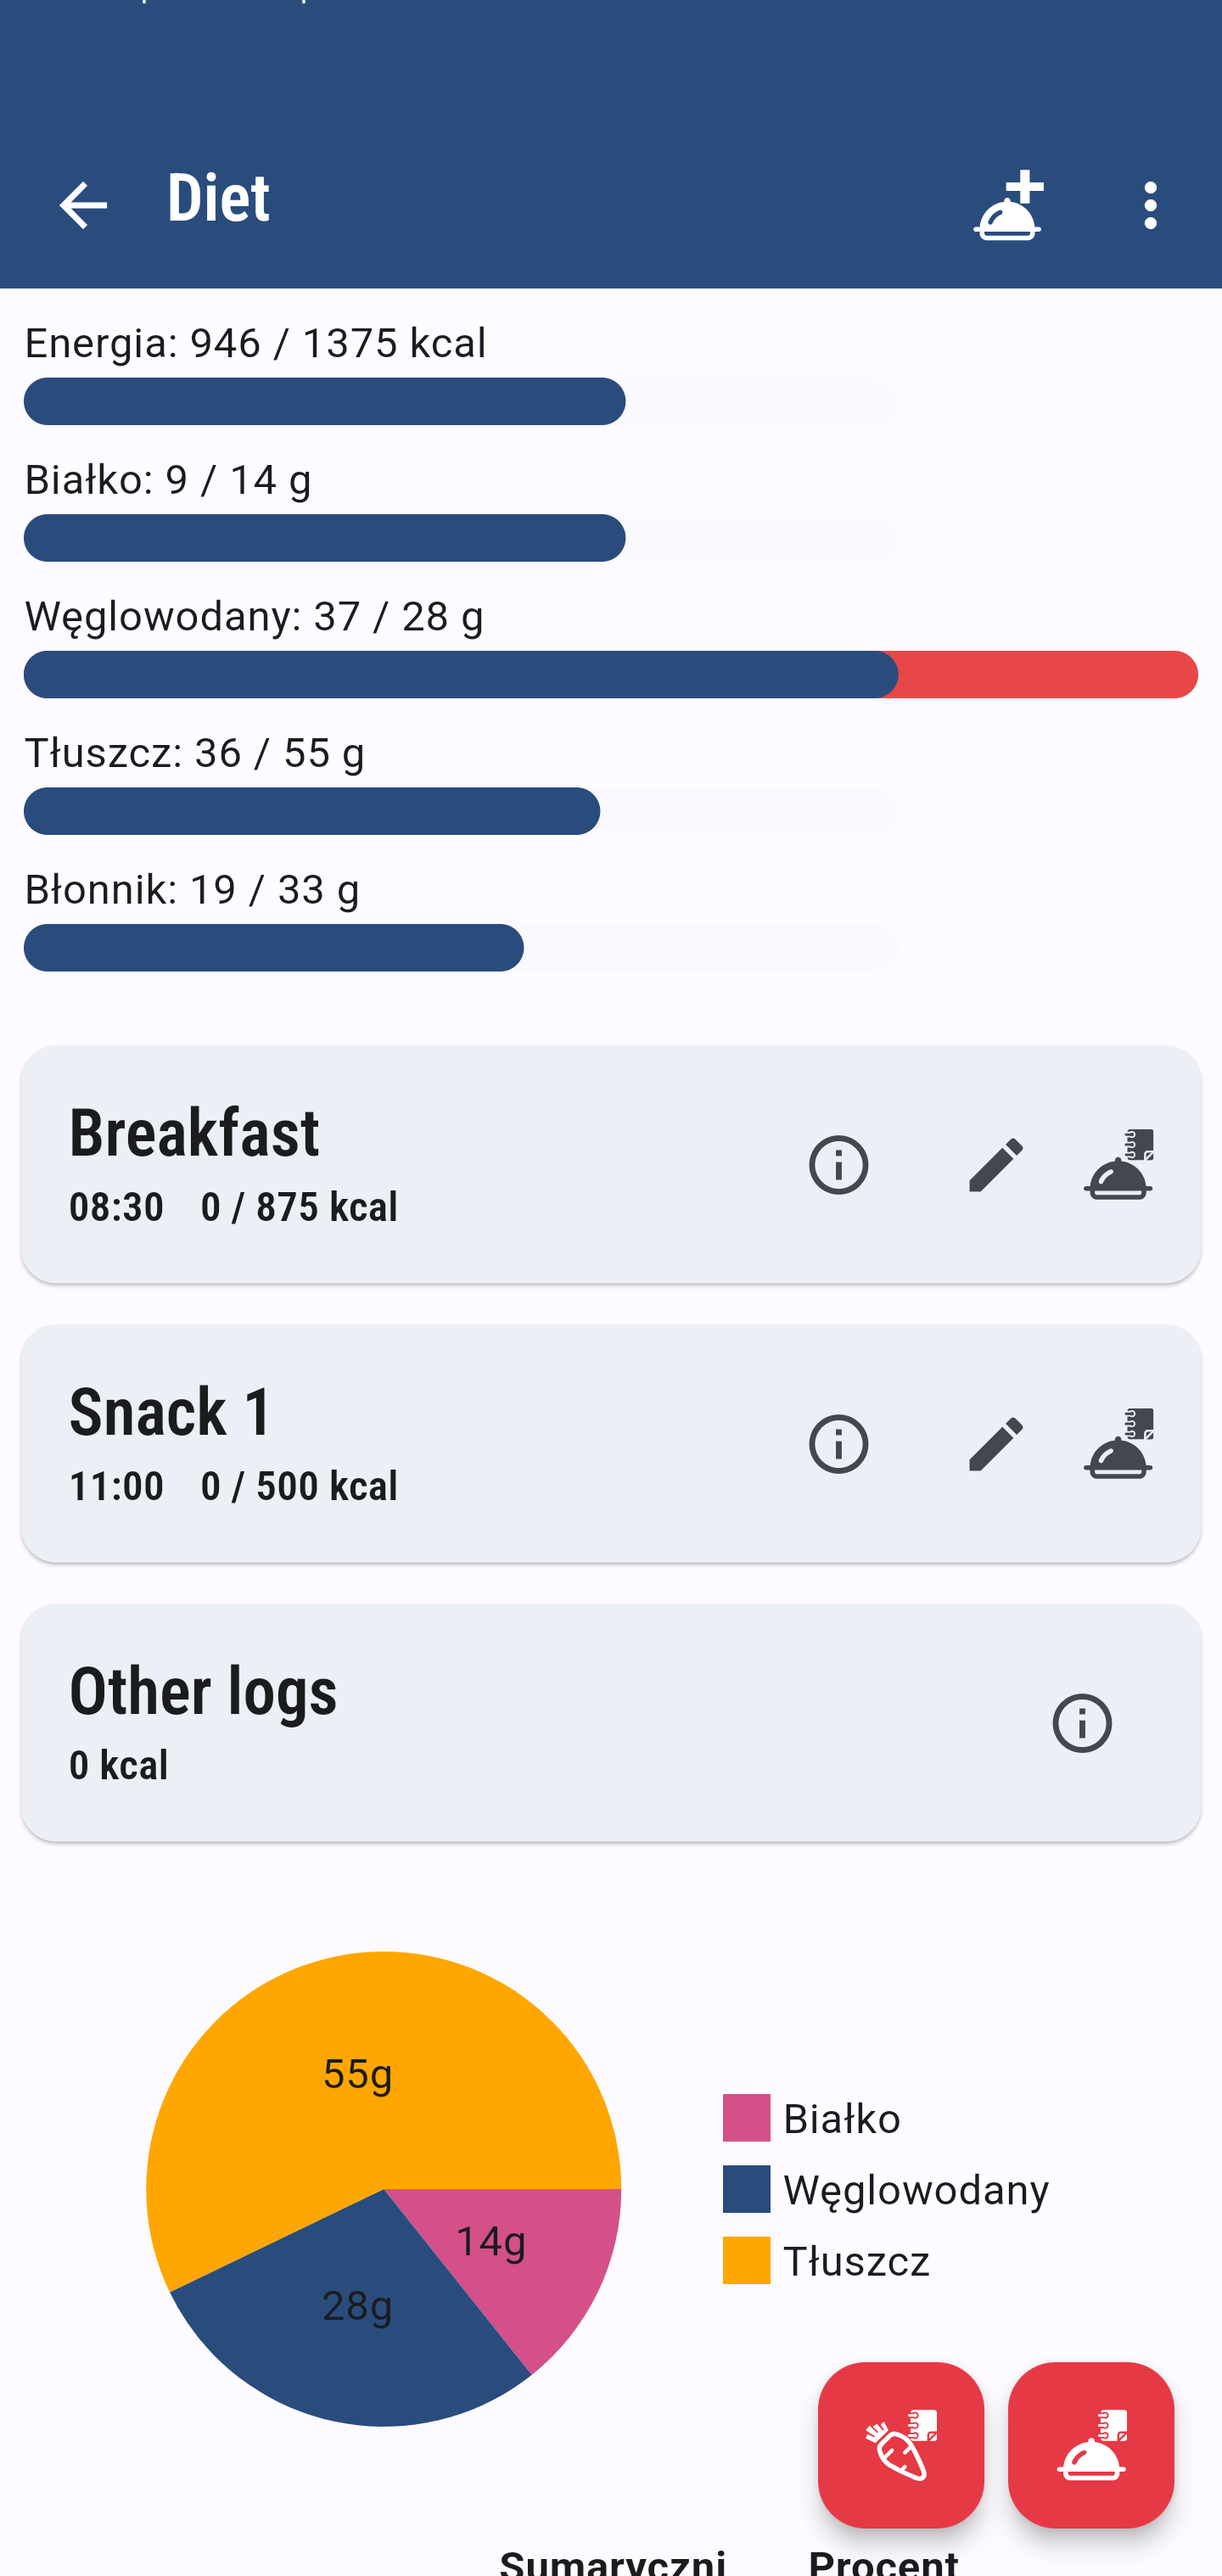 Diet
Energia: 946 / 1375 kcal
Białko: 9 / 14 g
Węglowodany: 37 / 28 g
Tłuszcz: 36 / 55 g
Błonnik: 19 / 33 g
Breakfast
08:30 0 / 875 kcal
Snack 1
11:00 0 / 500 kcal
Other logs
0 kcal
55g
14g
28g
Białko
Węglowodany
Tłuszcz
Sumaryczni Procent